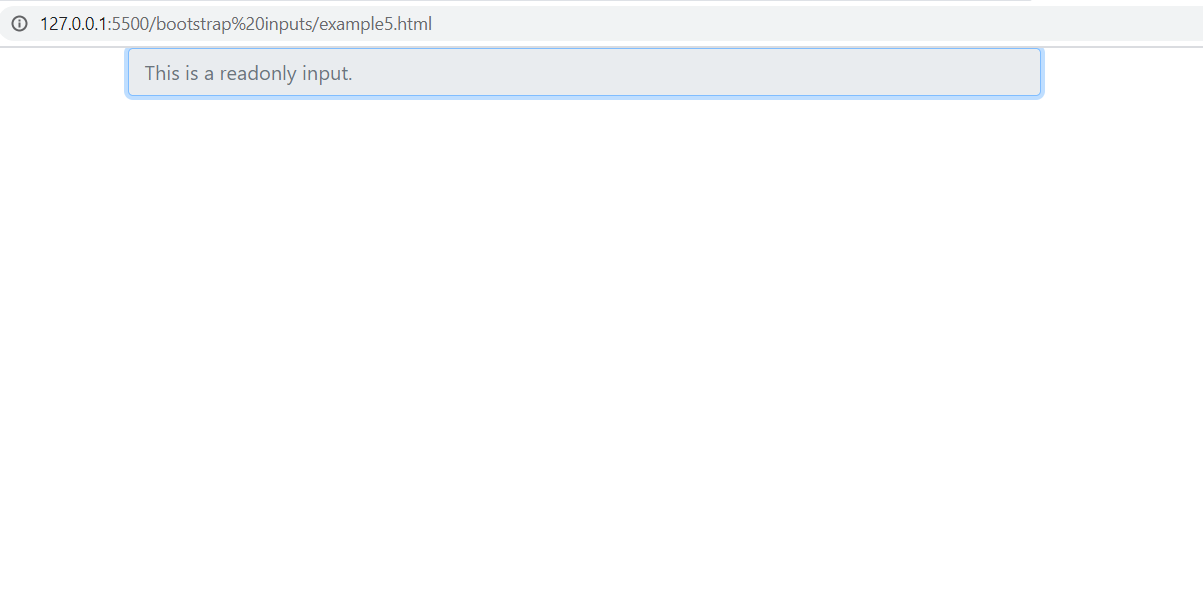 127.0.0.1:5500/bootstrap%20inputs/example5.html
This is a readonly input.